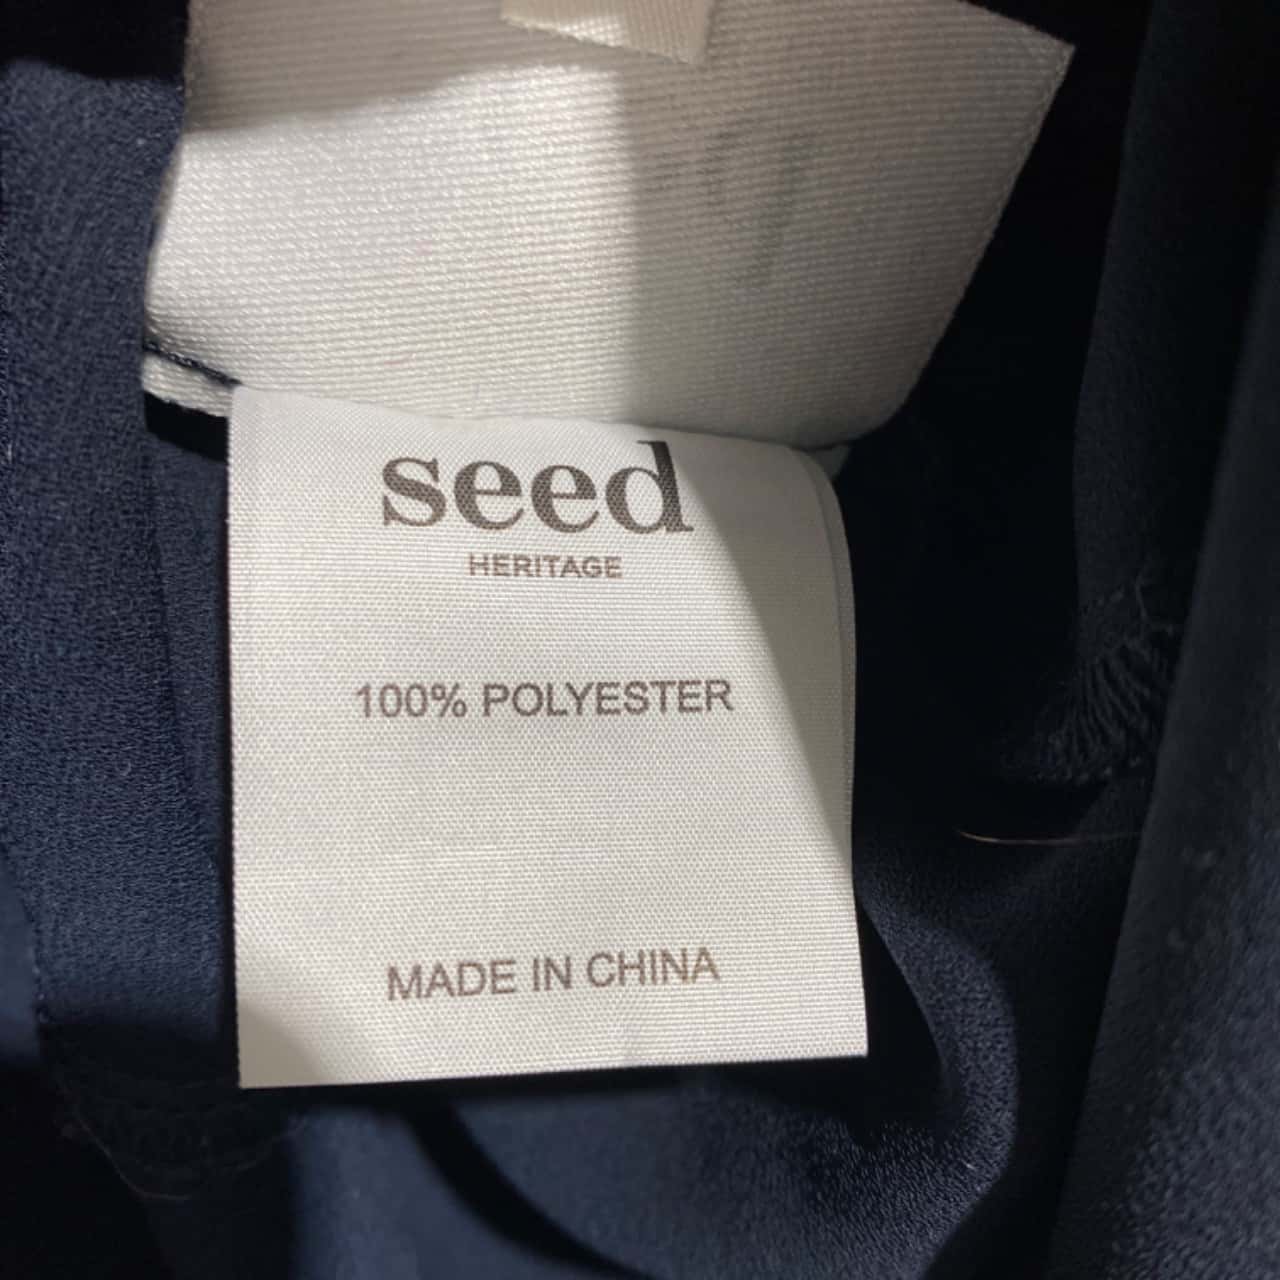 seed
HERITAGE
100% POLYESTER
MADE IN CHINA